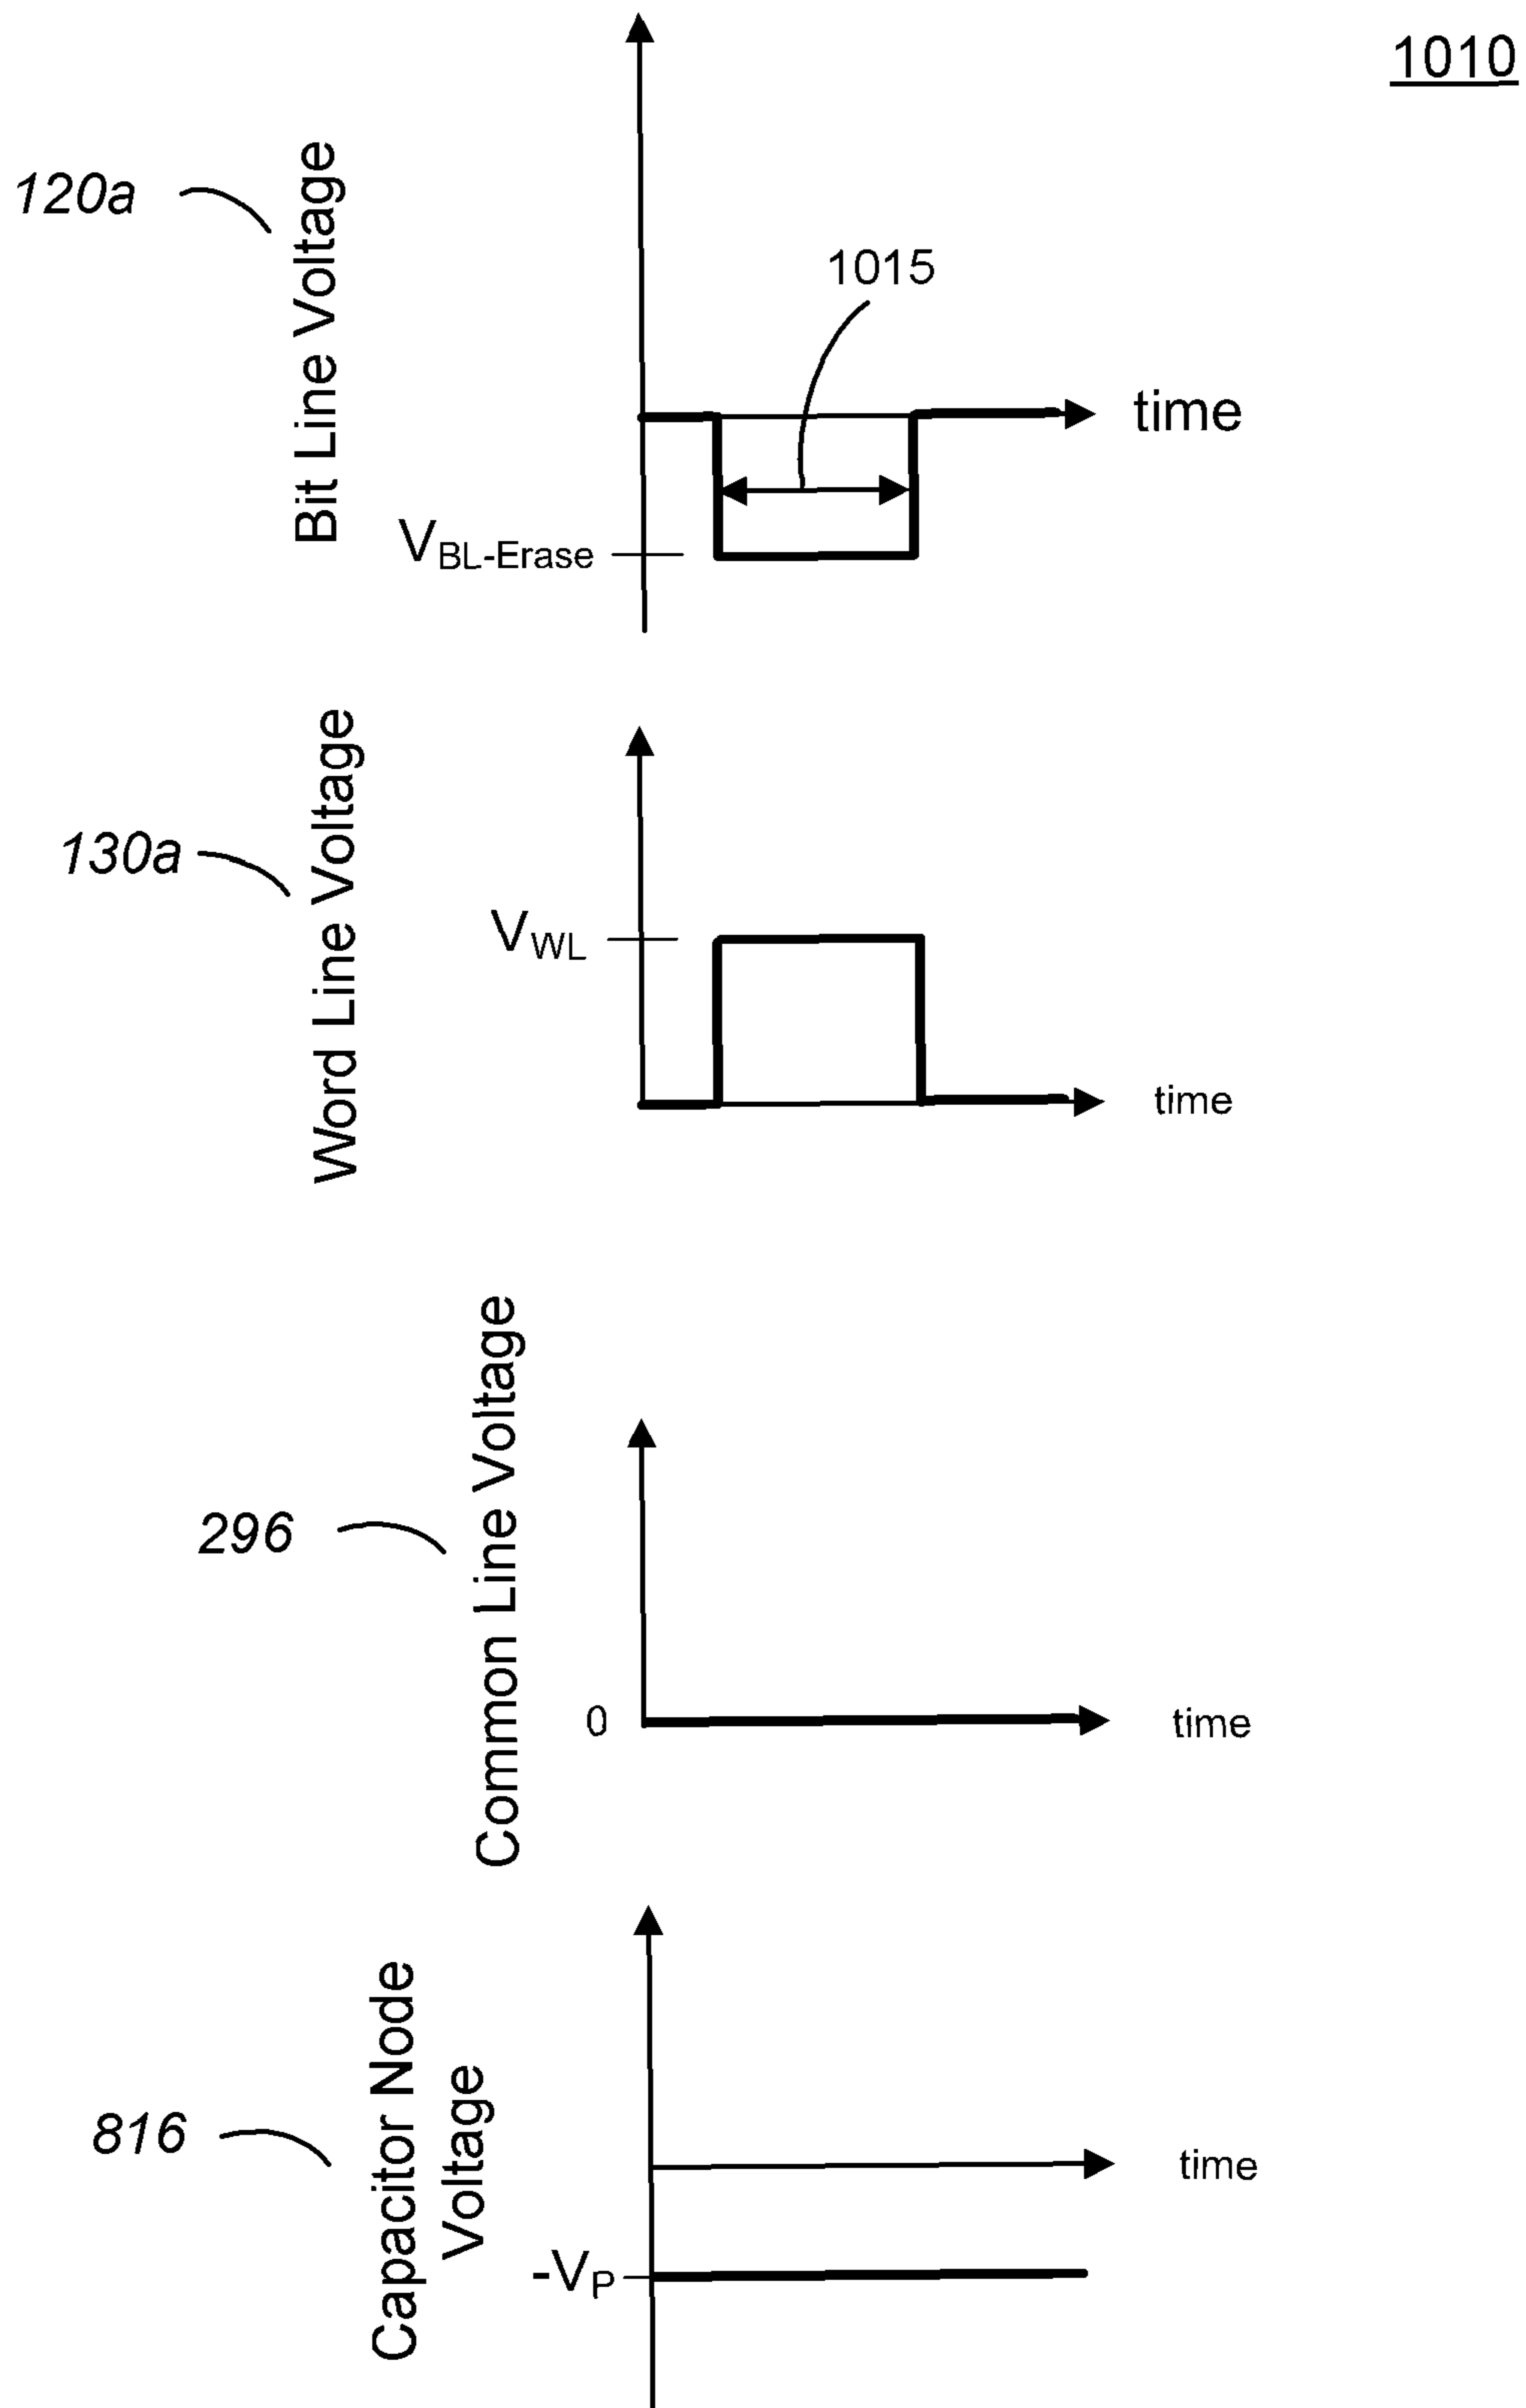 1010
120a
Bit Line Voltage
1015
time
VBL-Erase
130a
Word Line Voltage
VWL
time
296
Common Line Voltage
0
time
816
Capacitor Node
Voltage
time
-VP